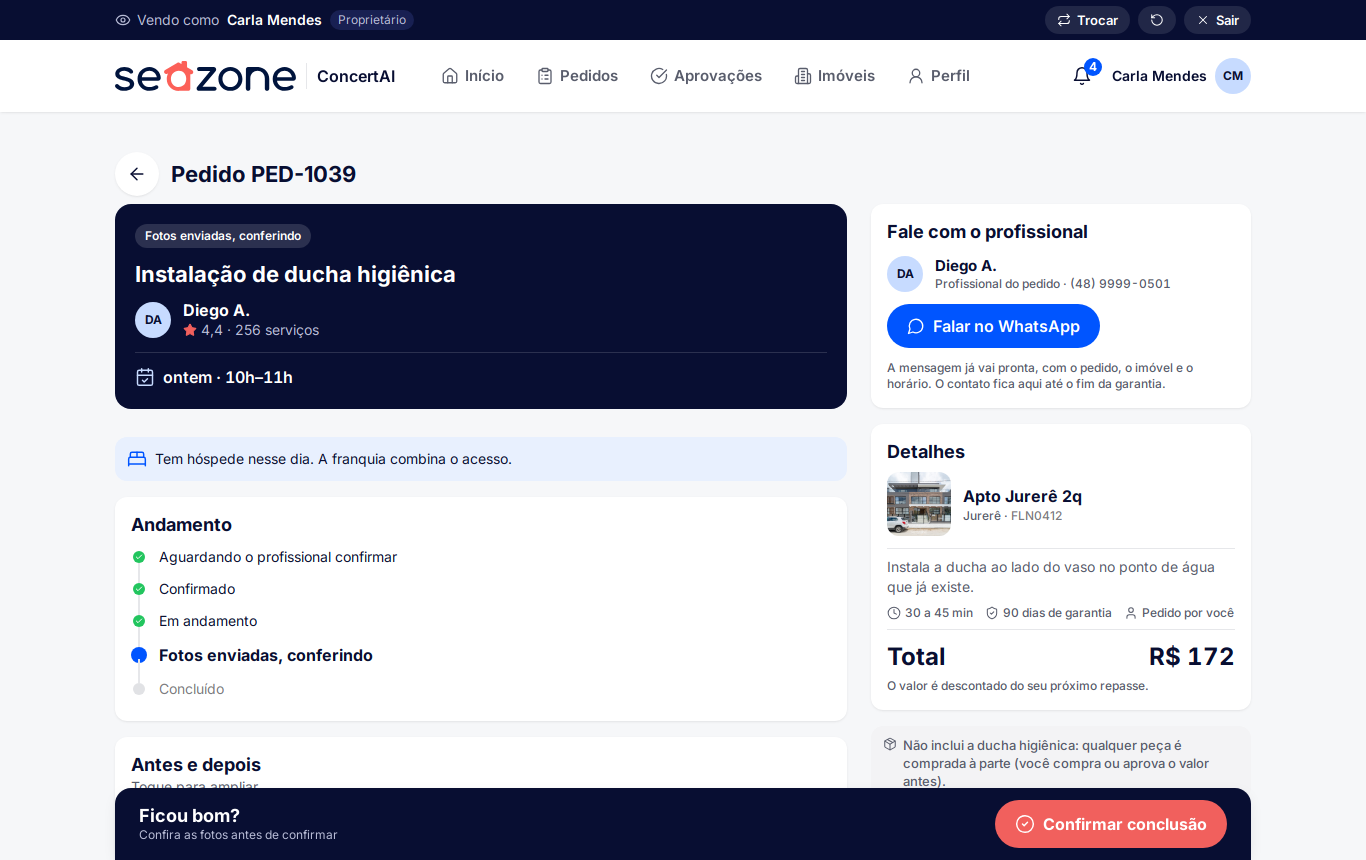 Vendo como Carla Mendes Proprietário
Trocar
Sair
seazone ConcertAI
Início
Pedidos
Aprovações
Imóveis
Perfil
4
Carla Mendes
CM
Pedido PED-1039
Fotos enviadas, conferindo
Instalação de ducha higiênica
DA
Diego A.
4,4 · 256 serviços
ontem · 10h–11h
Tem hóspede nesse dia. A franquia combina o acesso.
Andamento
Aguardando o profissional confirmar
Confirmado
Em andamento
Fotos enviadas, conferindo
Concluído
Antes e depois
Toque para ampliar
Fale com o profissional
DA
Diego A.
Profissional do pedido · (48) 9999-0501
Falar no WhatsApp
A mensagem já vai pronta, com o pedido, o imóvel e o
horário. O contato fica aqui até o fim da garantia.
Detalhes
Apto Jurerê 2q
Jurerê · FLN0412
Instala a ducha ao lado do vaso no ponto de água
que já existe.
30 a 45 min
90 dias de garantia
Pedido por você
Total R$ 172
O valor é descontado do seu próximo repasse.
Não inclui a ducha higiênica: qualquer peça é
comprada à parte (você compra ou aprova o valor
antes).
Ficou bom?
Confira as fotos antes de confirmar
Confirmar conclusão